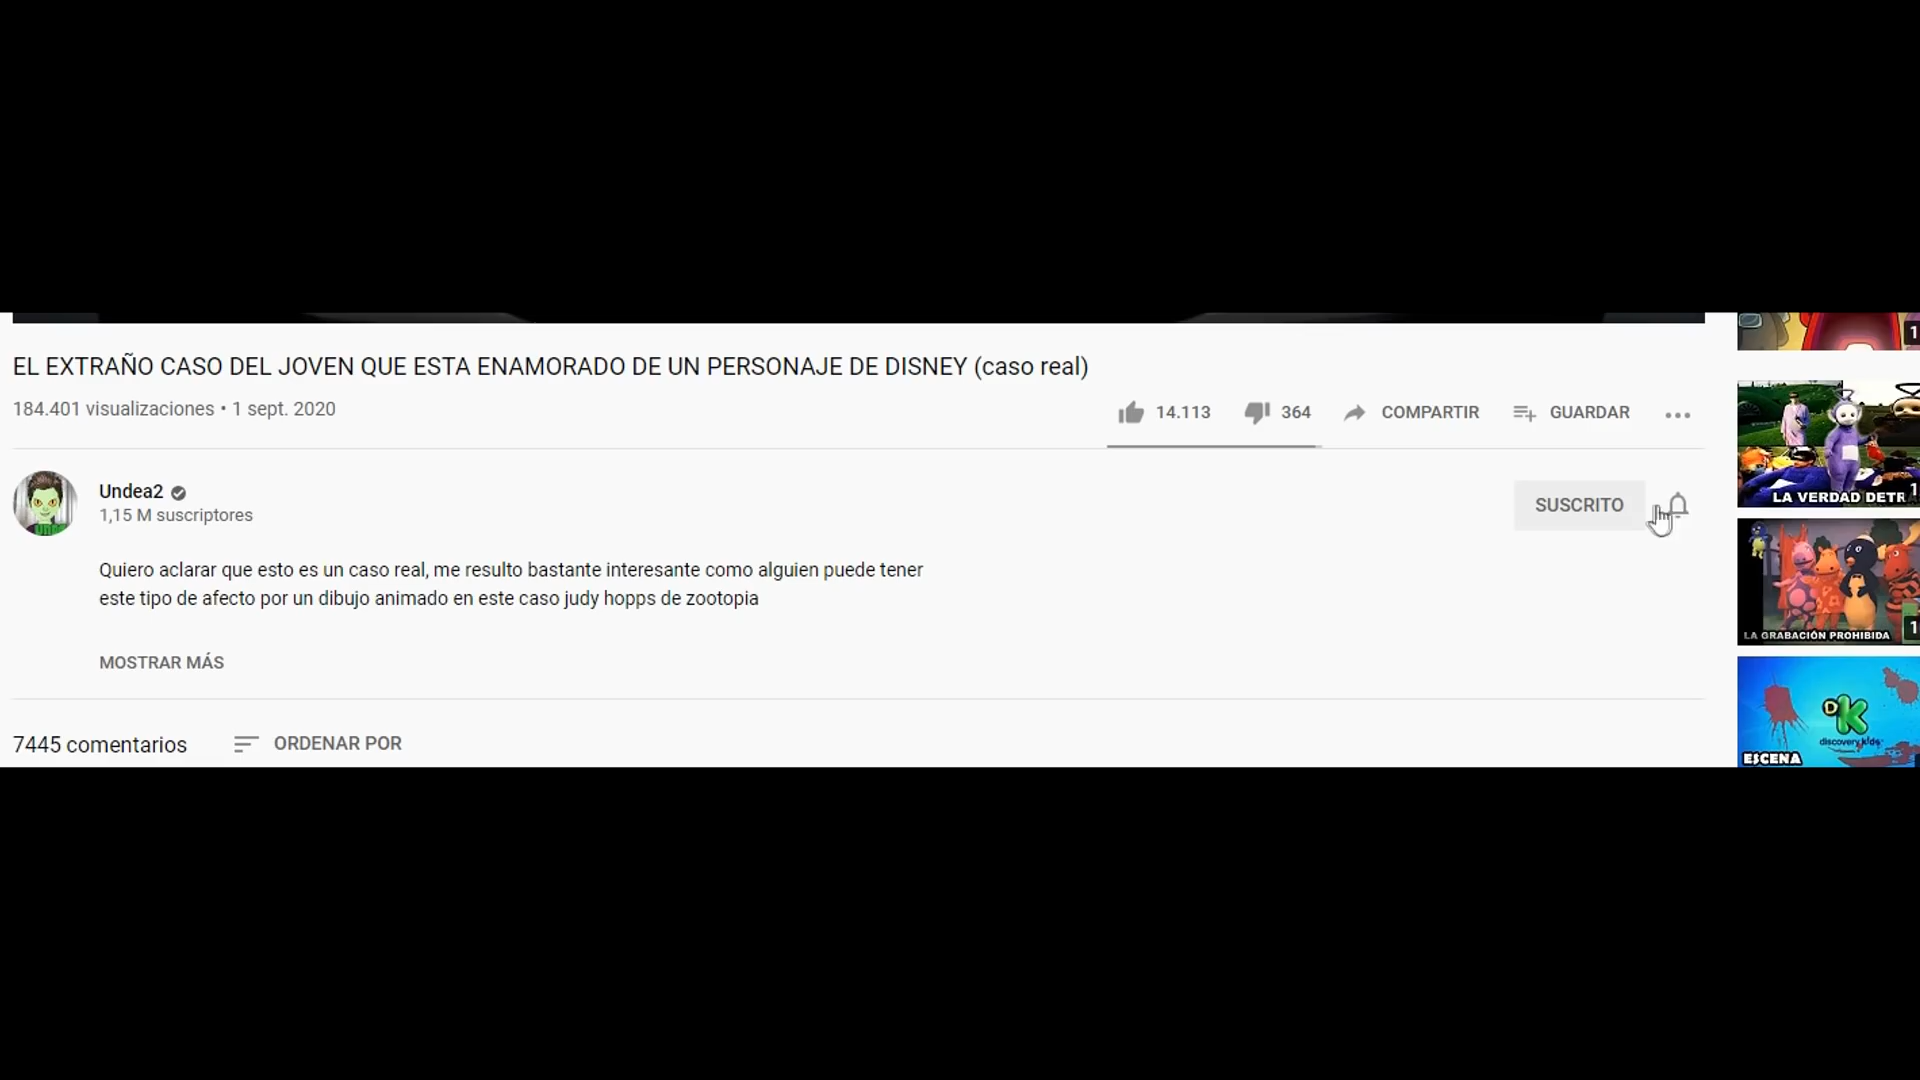 EL EXTRAÑO CASO DEL JOVEN QUE ESTA ENAMORADO DE UN PERSONAJE DE DISNEY (caso real)
184.401 visualizaciones • 1 sept. 2020
14.113
364
COMPARTIR
GUARDAR
Undea2
1,15 M suscriptores
SUSCRITO
Quiero aclarar que esto es un caso real, me resulto bastante interesante como alguien puede tener
este tipo de afecto por un dibujo animado en este caso judy hopps de zootopia
MOSTRAR MÁS
7445 comentarios
ORDENAR POR
1
LA VERDAD DETR
1
LA GRABACIÓN PROHIBIDA
1
DK
discovery kids
ESCENA